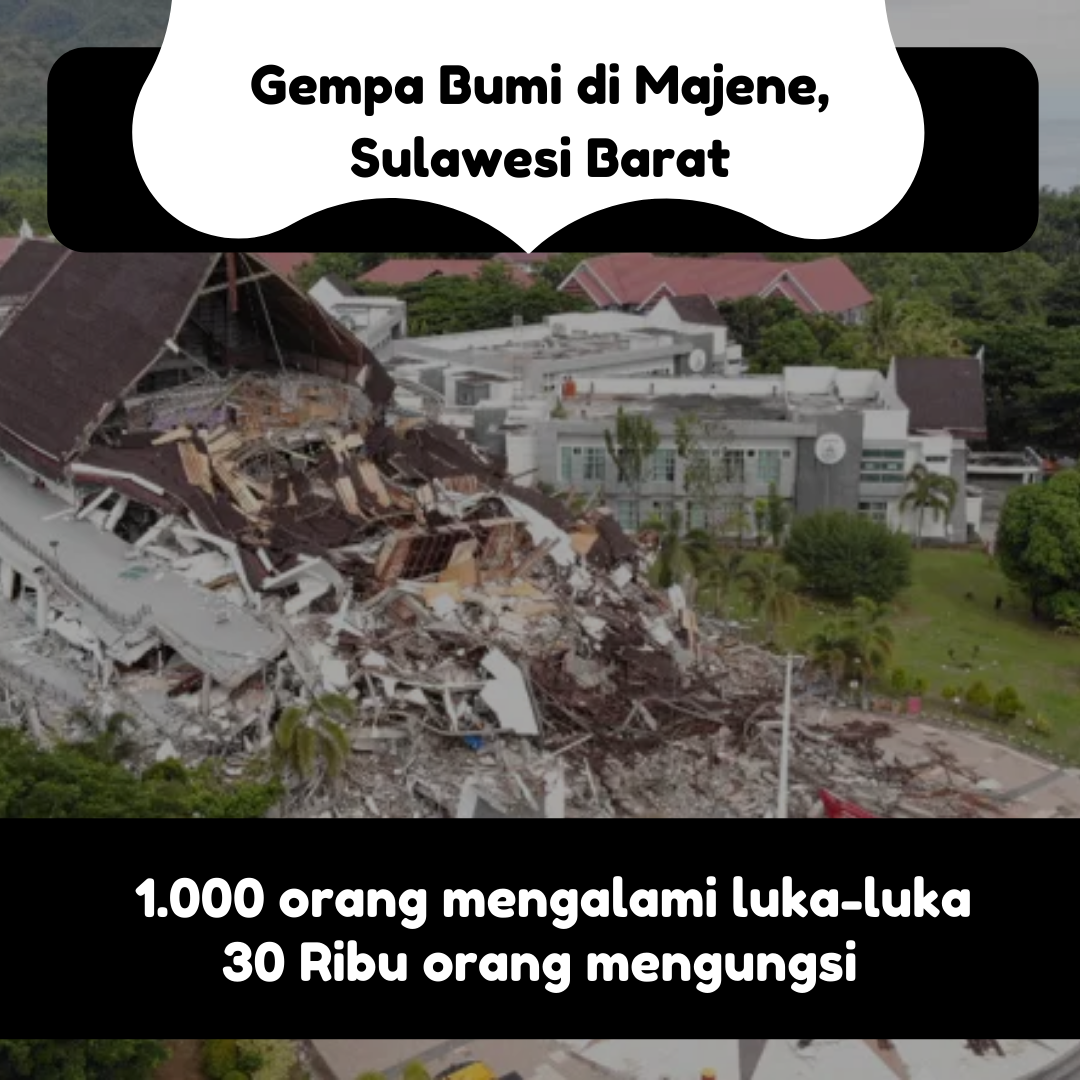 Gempa Bumi di Majene,
Sulawesi Barat
1.000 orang mengalami luka-luka
30 Ribu orang mengungsi